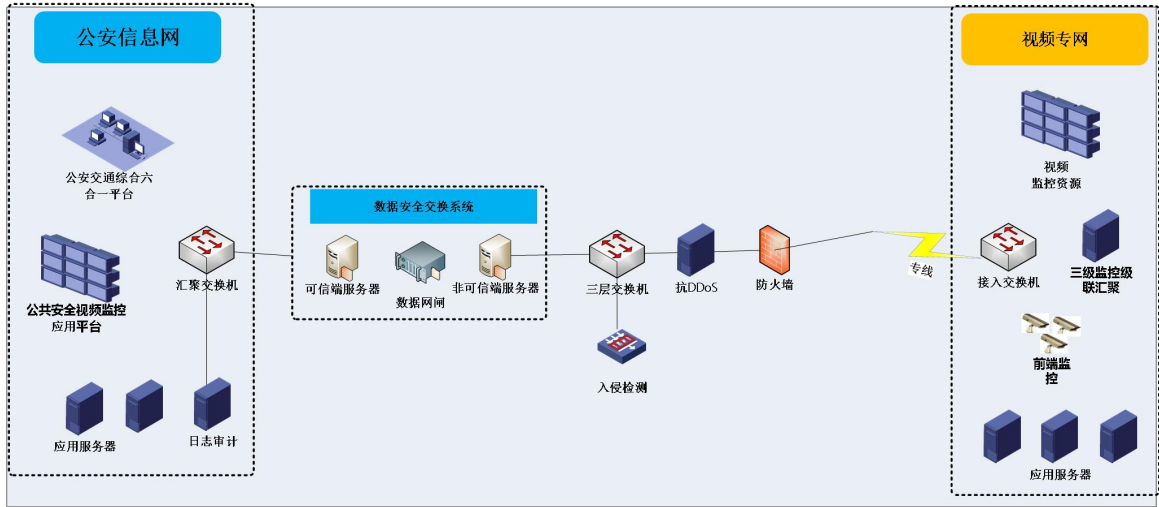 公安信息网
公安交通综合六
合一平台
公共安全视频监控
应用平台
汇聚交换机
应用服务器
日志审计
数据安全交换系统
可信端服务器
数据网闸
非可信端服务器
三层交换机
入侵检测
抗DDoS
防火墙
专线
视频专网
视频
监控资源
接入交换机
三级监控级
联汇聚
前端监
控
应用服务器